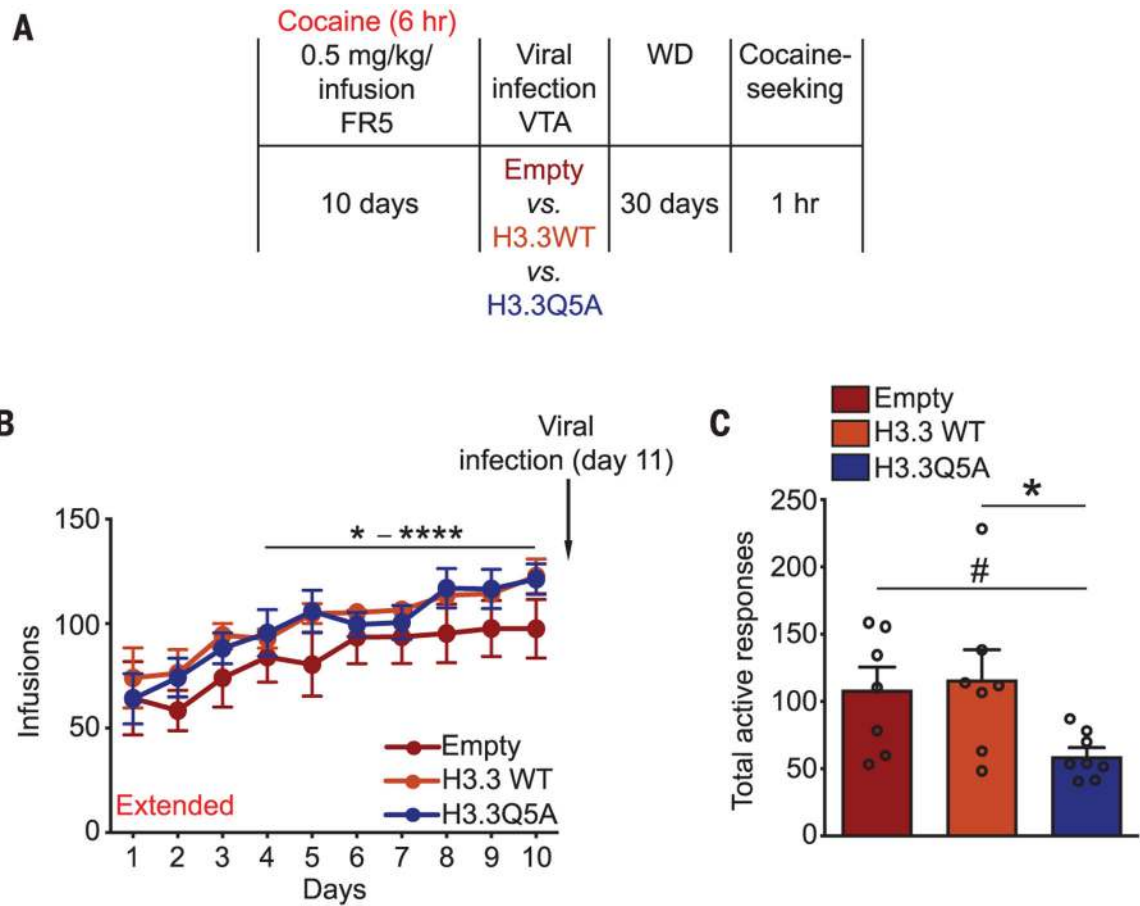 A
Cocaine (6 hr)
0.5 mg/kg/
infusion
FR5
Viral
infection
VTA
WD
Cocaine-
seeking
10 days
Empty
vs.
H3.3WT
vs.
H3.3Q5A
30 days
1 hr
B
Viral
infection (day 11)
* – ****
150
100
50
0
Infusions
Extended
Empty
H3.3 WT
H3.3Q5A
1 2 3 4 5 6 7 8 9 10
Days
C
Empty
H3.3 WT
H3.3Q5A
250
200
150
100
50
0
Total active responses
*
#